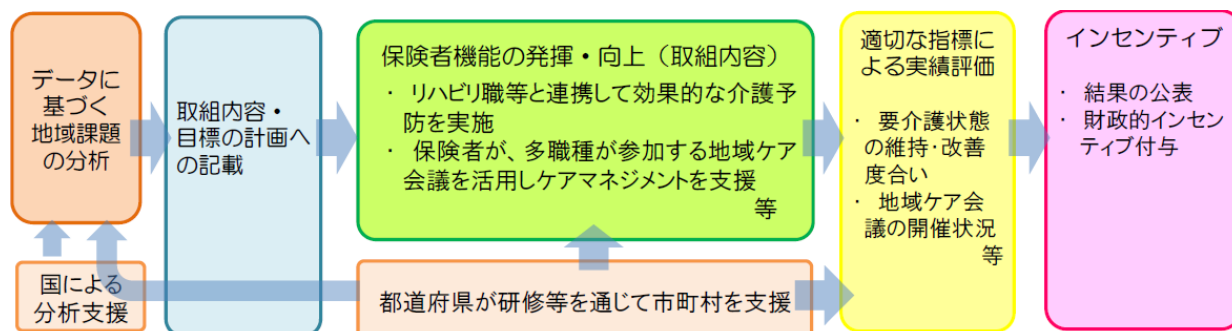 データに
基づく
地域課題
の分析
国による
分析支援
取組内容・
目標の計画へ
の記載
保険者機能の発揮・向上（取組内容）
・ リハビリ職等と連携して効果的な介護予
防を実施
・ 保険者が、多職種が参加する地域ケア
会議を活用しケアマネジメントを支援
等
都道府県が研修等を通じて市町村を支援
適切な指標に
よる実績評価
・ 要介護状態
の維持・改善
度合い
・ 地域ケア会
議の開催状況
等
インセンティブ
・ 結果の公表
・ 財政的インセン
ティブ付与